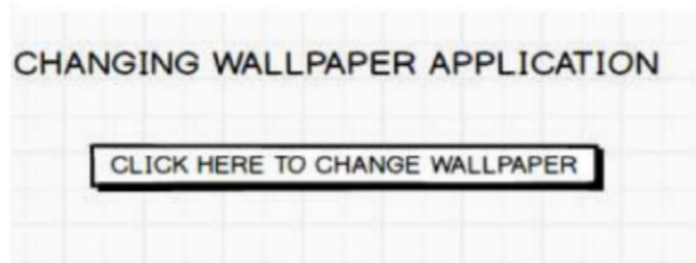 CHANGING WALLPAPER APPLICATION
CLICK HERE TO CHANGE WALLPAPER